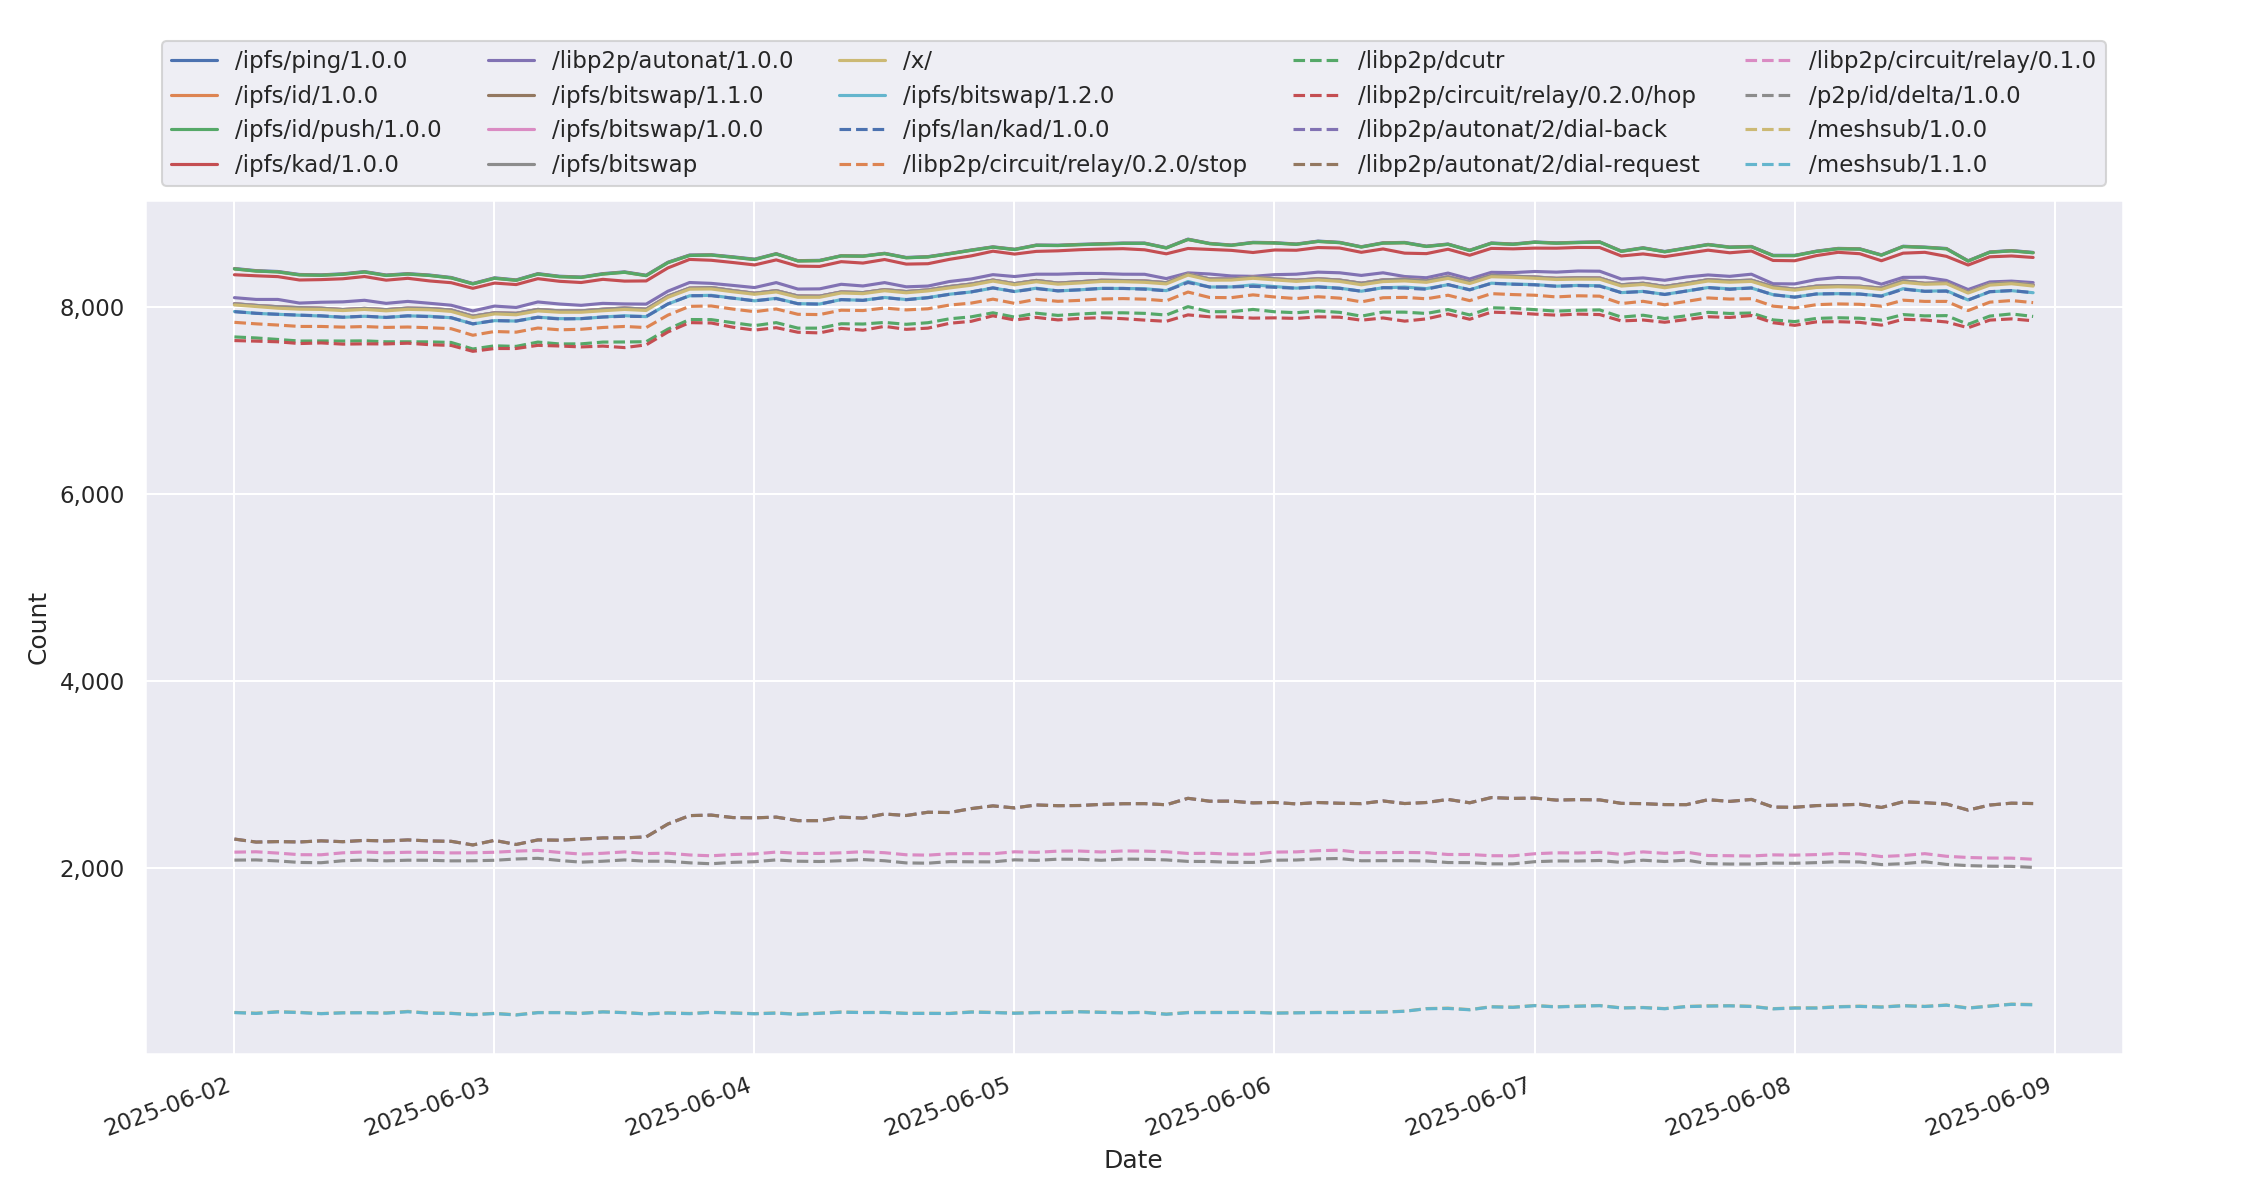 /ipfs/ping/1.0.0
/ipfs/id/1.0.0
/ipfs/id/push/1.0.0
/ipfs/kad/1.0.0
/libp2p/autonat/1.0.0
/ipfs/bitswap/1.1.0
/ipfs/bitswap/1.0.0
/ipfs/bitswap
/x/
/ipfs/bitswap/1.2.0
/ipfs/lan/kad/1.0.0
/libp2p/circuit/relay/0.2.0/stop
/libp2p/dcutr
/libp2p/circuit/relay/0.2.0/hop
/libp2p/autonat/2/dial-back
/libp2p/autonat/2/dial-request
/libp2p/circuit/relay/0.1.0
/p2p/id/delta/1.0.0
/meshsub/1.0.0
/meshsub/1.1.0
8,000
6,000
4,000
2,000
Count
2025-06-02
2025-06-03
2025-06-04
2025-06-05
2025-06-06
2025-06-07
2025-06-08
2025-06-09
Date